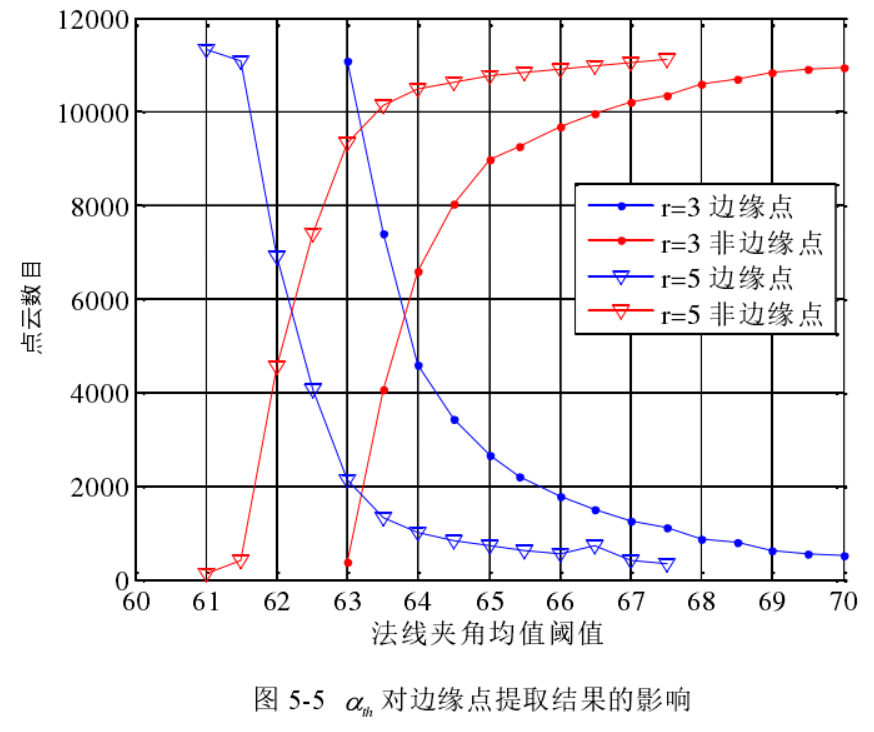 12000
10000
8000
6000
4000
2000
0
点云数目
r=3 边缘点
r=3 非边缘点
r=5 边缘点
r=5 非边缘点
60 61 62 63 64 65 66 67 68 69 70
法线夹角均值阈值
图 5-5 αth 对边缘点提取结果的影响